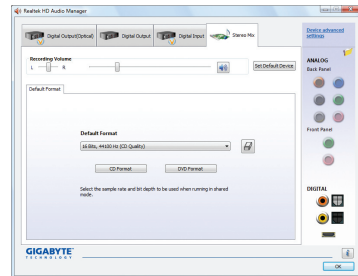 Realtek HD Audio Manager
Digital Output(Optical)
Digital Output
Digital Input
Stereo Mix
Device advanced
settings
Recording Volume
L
R
Set Default Device
ANALOG
Back Panel
Default Format
Default Format
16 Bits, 44100 Hz (CD Quality)
CD Format
DVD Format
Front Panel
Select the sample rate and bit depth to be used when running in shared
mode.
DIGITAL
GIGABYTE
TECHNOLOGY
i
OK